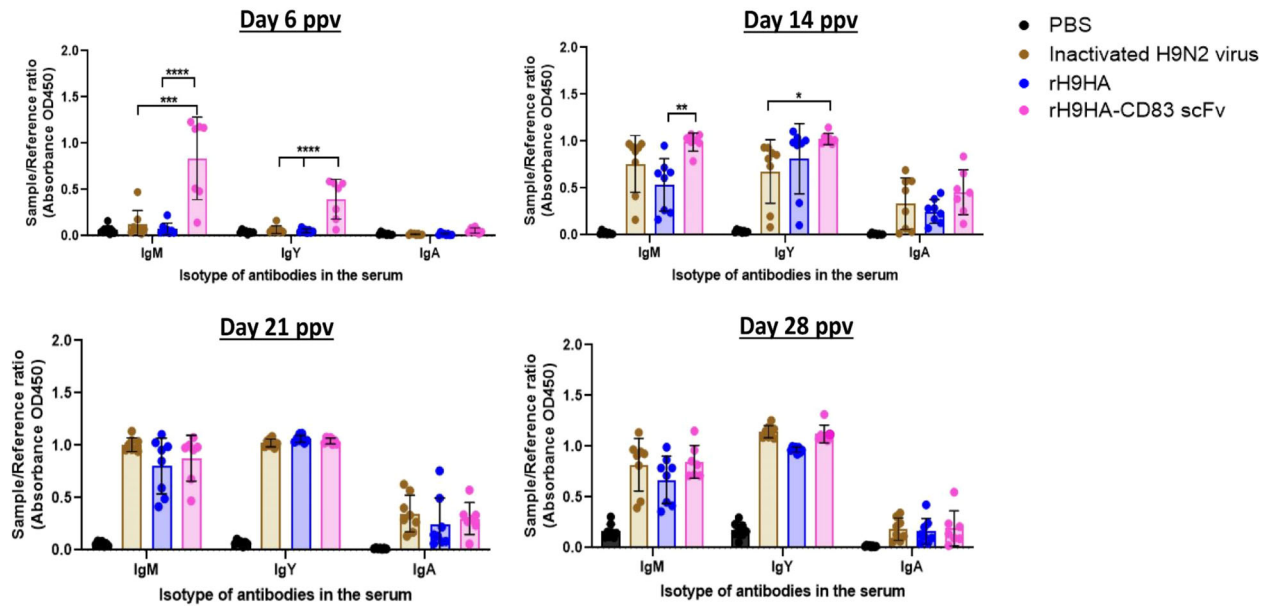 Day 6 ppv
Sample/Reference ratio
(Absorbance OD450)
2.0
1.5
1.0
0.5
0.0
****
***
****
IgM
IgY
IgA
Isotype of antibodies in the serum
Day 14 ppv
Sample/Reference ratio
(Absorbance OD450)
2.0
1.5
1.0
0.5
0.0
**
*
IgM
IgY
IgA
Isotype of antibodies in the serum
PBS
Inactivated H9N2 virus
rH9HA
rH9HA-CD83 scFv
Day 21 ppv
Sample/Reference ratio
(Absorbance OD450)
2.0
1.5
1.0
0.5
0.0
IgM
IgY
IgA
Isotype of antibodies in the serum
Day 28 ppv
Sample/Reference ratio
(Absorbance OD450)
2.0
1.5
1.0
0.5
0.0
IgM
IgY
IgA
Isotype of antibodies in the serum